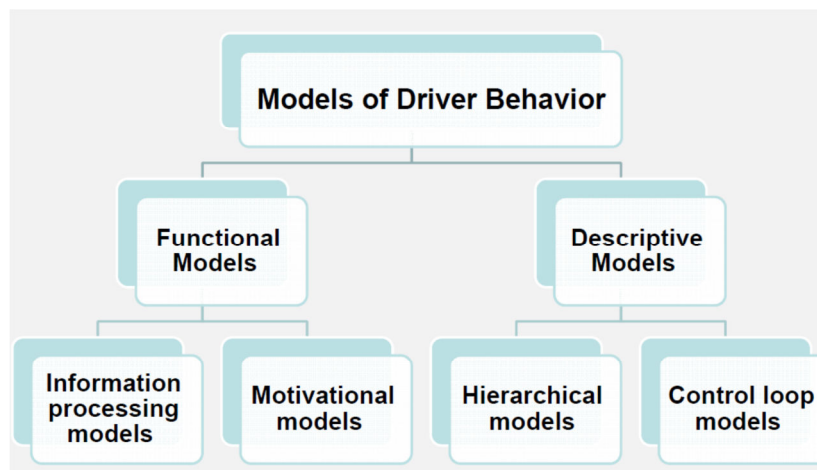 Models of Driver Behavior
Functional
Models
Descriptive
Models
Information
processing
models
Motivational
models
Hierarchical
models
Control loop
models